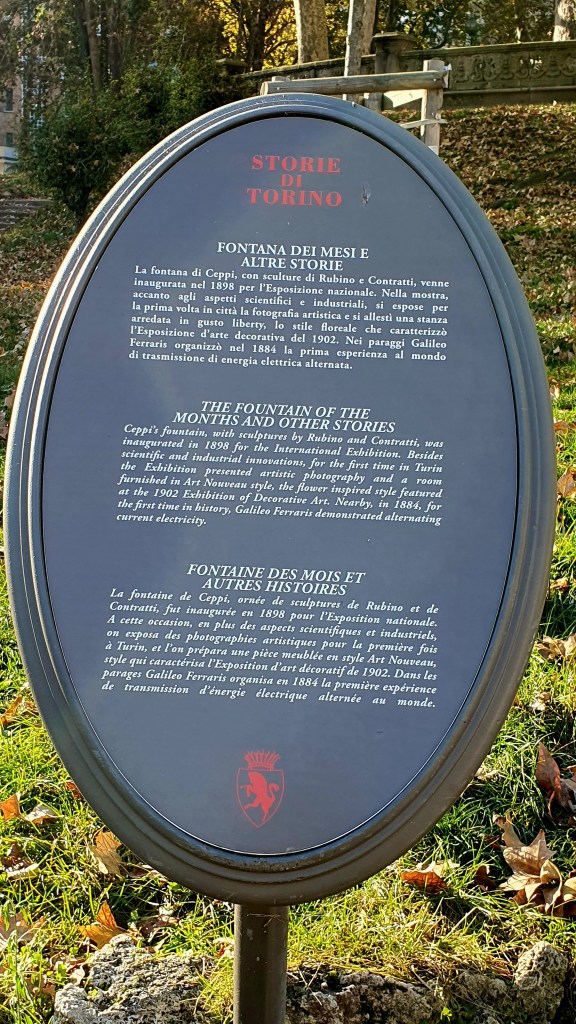 STORIE
DI
TORINO
FONTANA DEI MESI E
ALTRE STORIE
La fontana di Ceppi, con sculture di Rubino e Contratti, venne
inaugurata nel 1898 per l'Esposizione nazionale. Nella mostra,
accanto agli aspetti scientifici e industriali, si espose per
la prima volta in città la fotografia artistica e si allestì una stanza
arredata in gusto liberty, lo stile floreale che caratterizzò
l'Esposizione d'arte decorativa del 1902. Nei paraggi Galileo
Ferraris organizzò nel 1884 la prima esperienza al mondo
di trasmissione di energia elettrica alternata.
THE FOUNTAIN OF THE
MONTHS AND OTHER STORIES
Ceppi's fountain, with sculptures by Rubino and Contratti, was
inaugurated in 1898 for the International Exhibition. Besides
scientific and industrial innovations, for the first time in Turin
the Exhibition presented artistic photography and a room
furnished in Art Nouveau style, the flower inspired style featured
at the 1902 Exhibition of Decorative Art. Nearby, in 1884, for
the first time in history, Galileo Ferraris demonstrated alternating
current electricity.
FONTAINE DES MOIS ET
AUTRES HISTOIRES
La fontaine de Ceppi, ornée de sculptures de Rubino et de
Contratti, fut inaugurée en 1898 pour l'Exposition nationale.
A cette occasion, en plus des aspects scientifiques et industriels,
on exposa des photographies artistiques pour la première fois
à Turin, et l'on prépara une pièce meublée en style Art Nouveau,
style qui caractérisa l'Exposition d'art décoratif de 1902. Dans les
parages Galileo Ferraris organisa en 1884 la première expérience
de transmission d'énergie électrique alternée au monde.